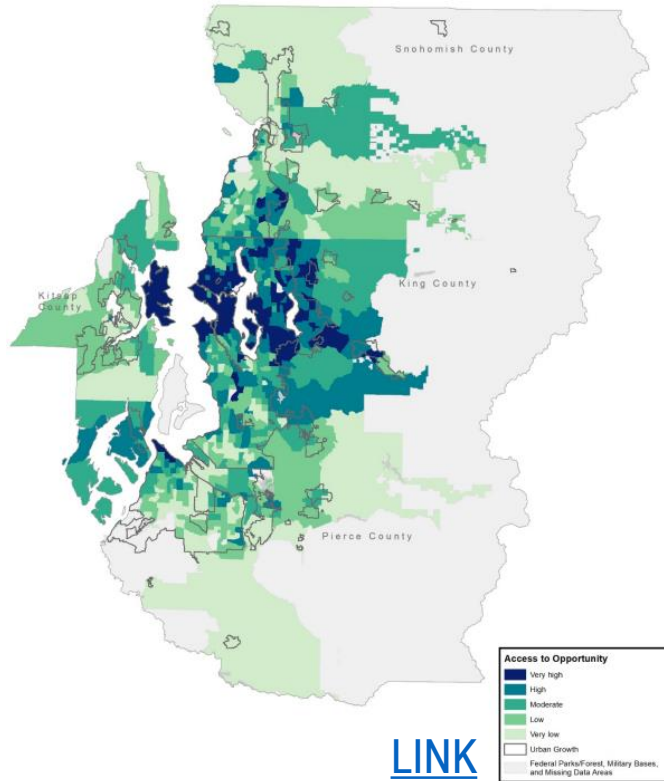 Snohomish County
King County
Kitsap
County
Pierce County
Access to Opportunity
Very high
High
Moderate
Low
Very low
Urban Growth
Federal Parks/Forest, Military Bases,
and Missing Data Areas
LINK